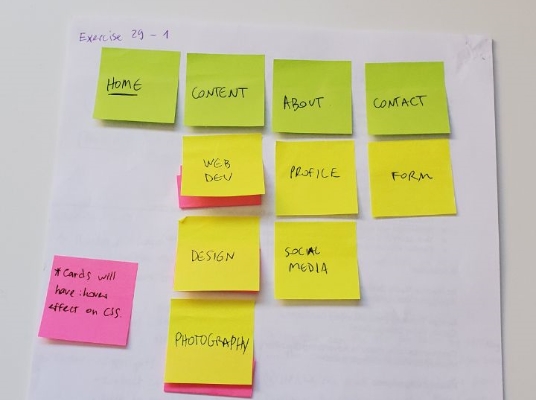 Exercise 29 - 1
HOME
CONTENT
ABOUT
CONTACT
WEB
DEV
PROFILE
FORM
DESIGN
SOCIAL
MEDIA
*Cards will
have :hover
effect on CSS.
PHOTOGRAPHY